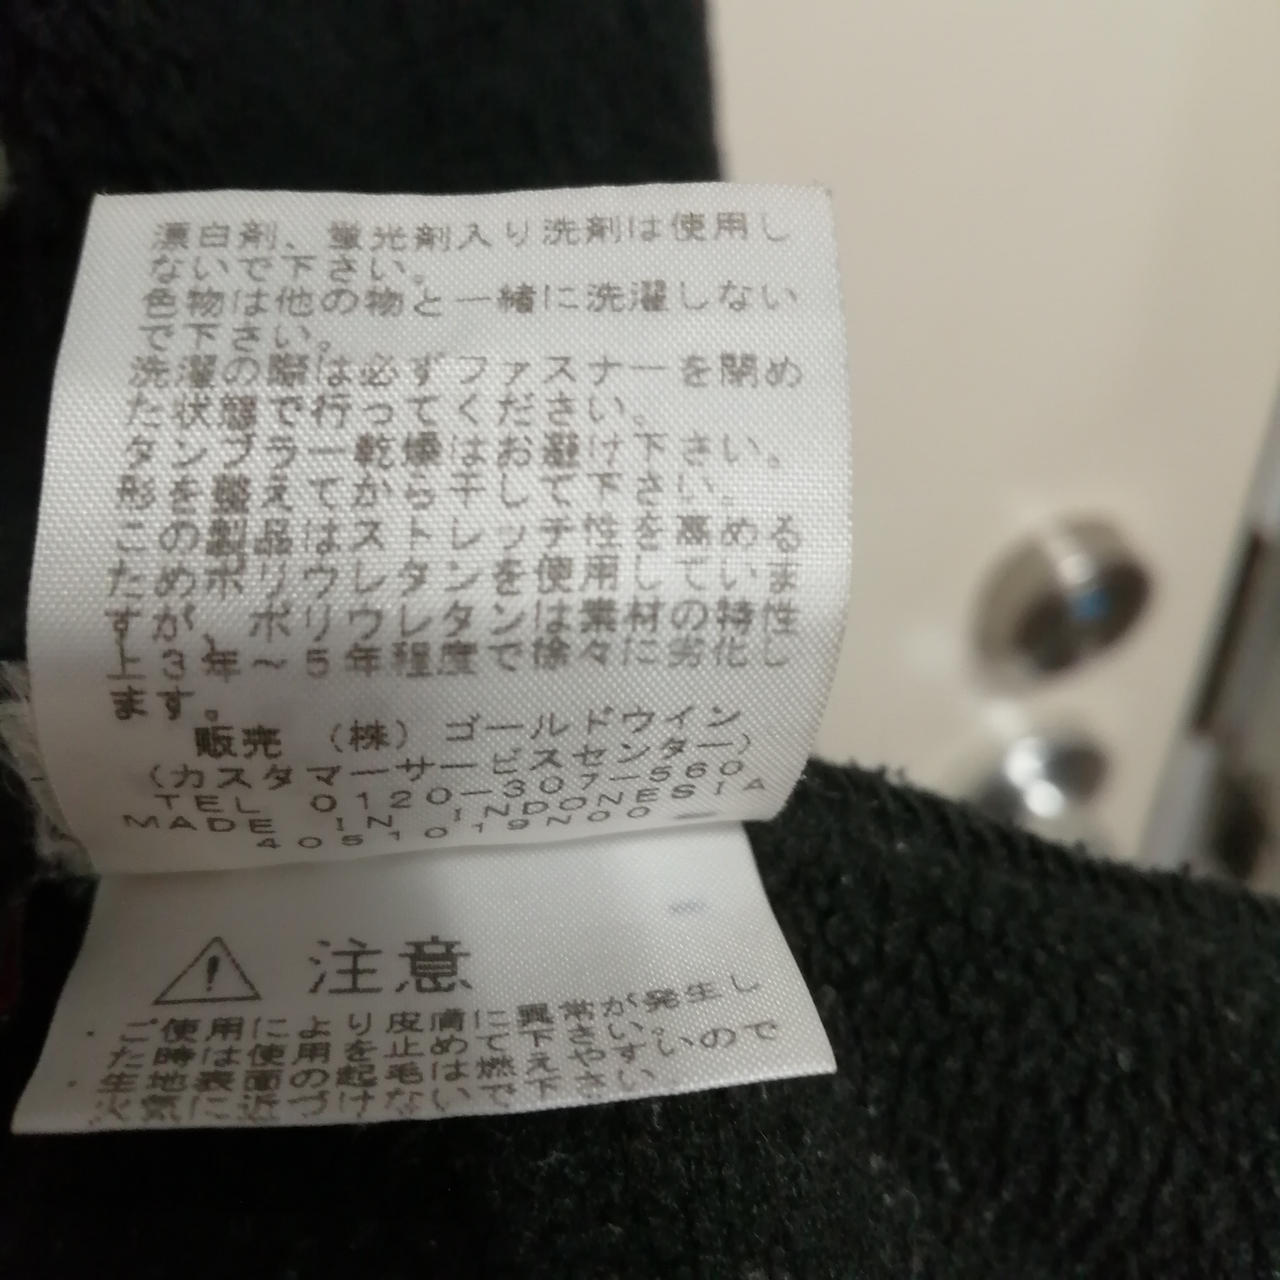 漂白剤、蛍光剤入り洗剤は使用し
ないで下さい。
色物は他の物と一緒に洗濯しない
で下さい。
洗濯の際は必ずファスナーを閉め
た状態で行ってください。
タンブラー乾燥はお避け下さい。
形を整えてから干して下さい。
この製品はストレッチ性を高める
ためポリウレタンを使用していま
すが、ポリウレタンは素材の特性
上3年～5年程度で徐々に劣化し
ます。
販売 (株)ゴールドウイン
(カスタマーサービスセンター)
TEL 0120-307-560
MADE IN INDONESIA
4051019N00
注意
・ご使用により皮膚に異常が発生し
た時は使用を止めて下さい。
・生地表面の起毛は燃えやすいので
火気に近づけないで下さい